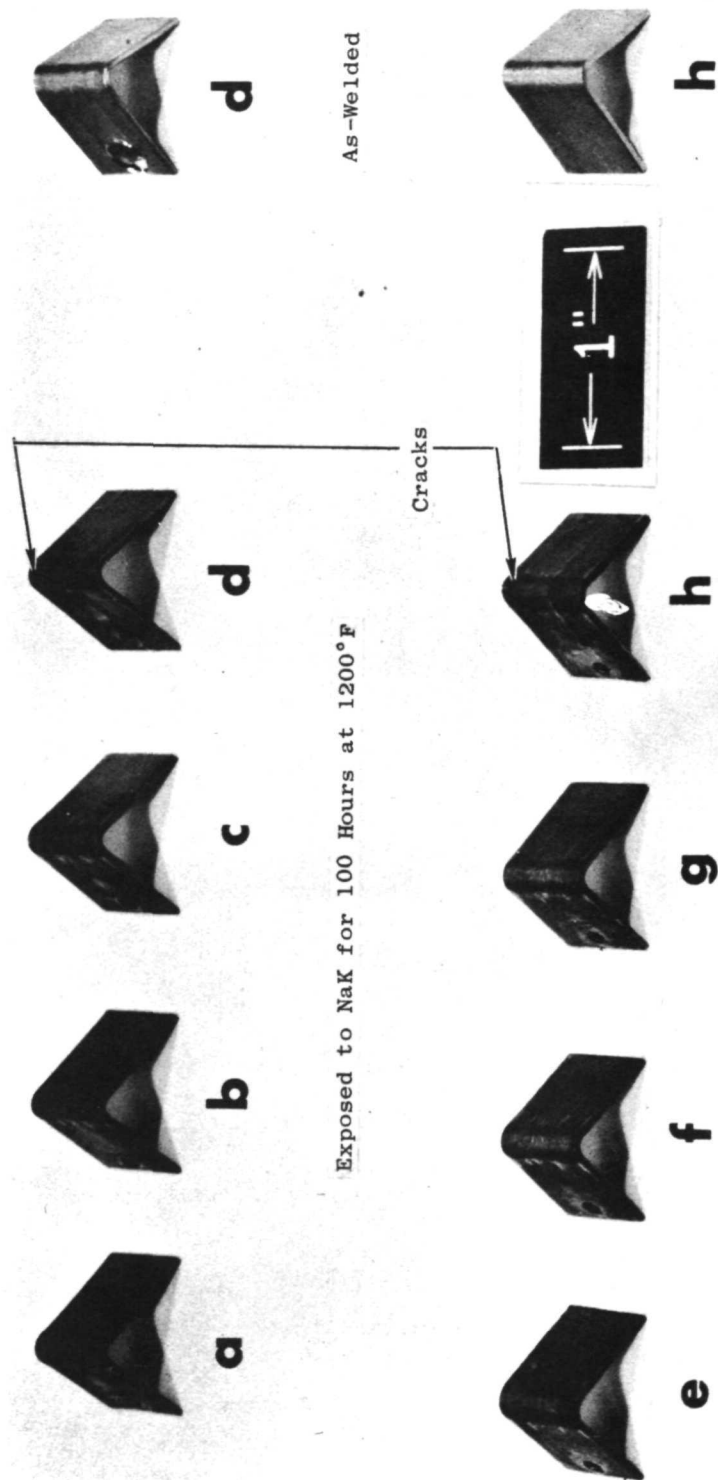 a b c d d
Exposed to NaK for 100 Hours at 1200°F
As-Welded
Cracks
1"
e f g h h